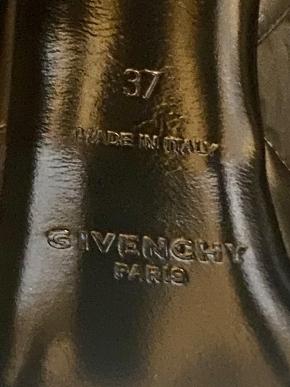 37
MADE IN ITALY
GIVENCHY
PARIS